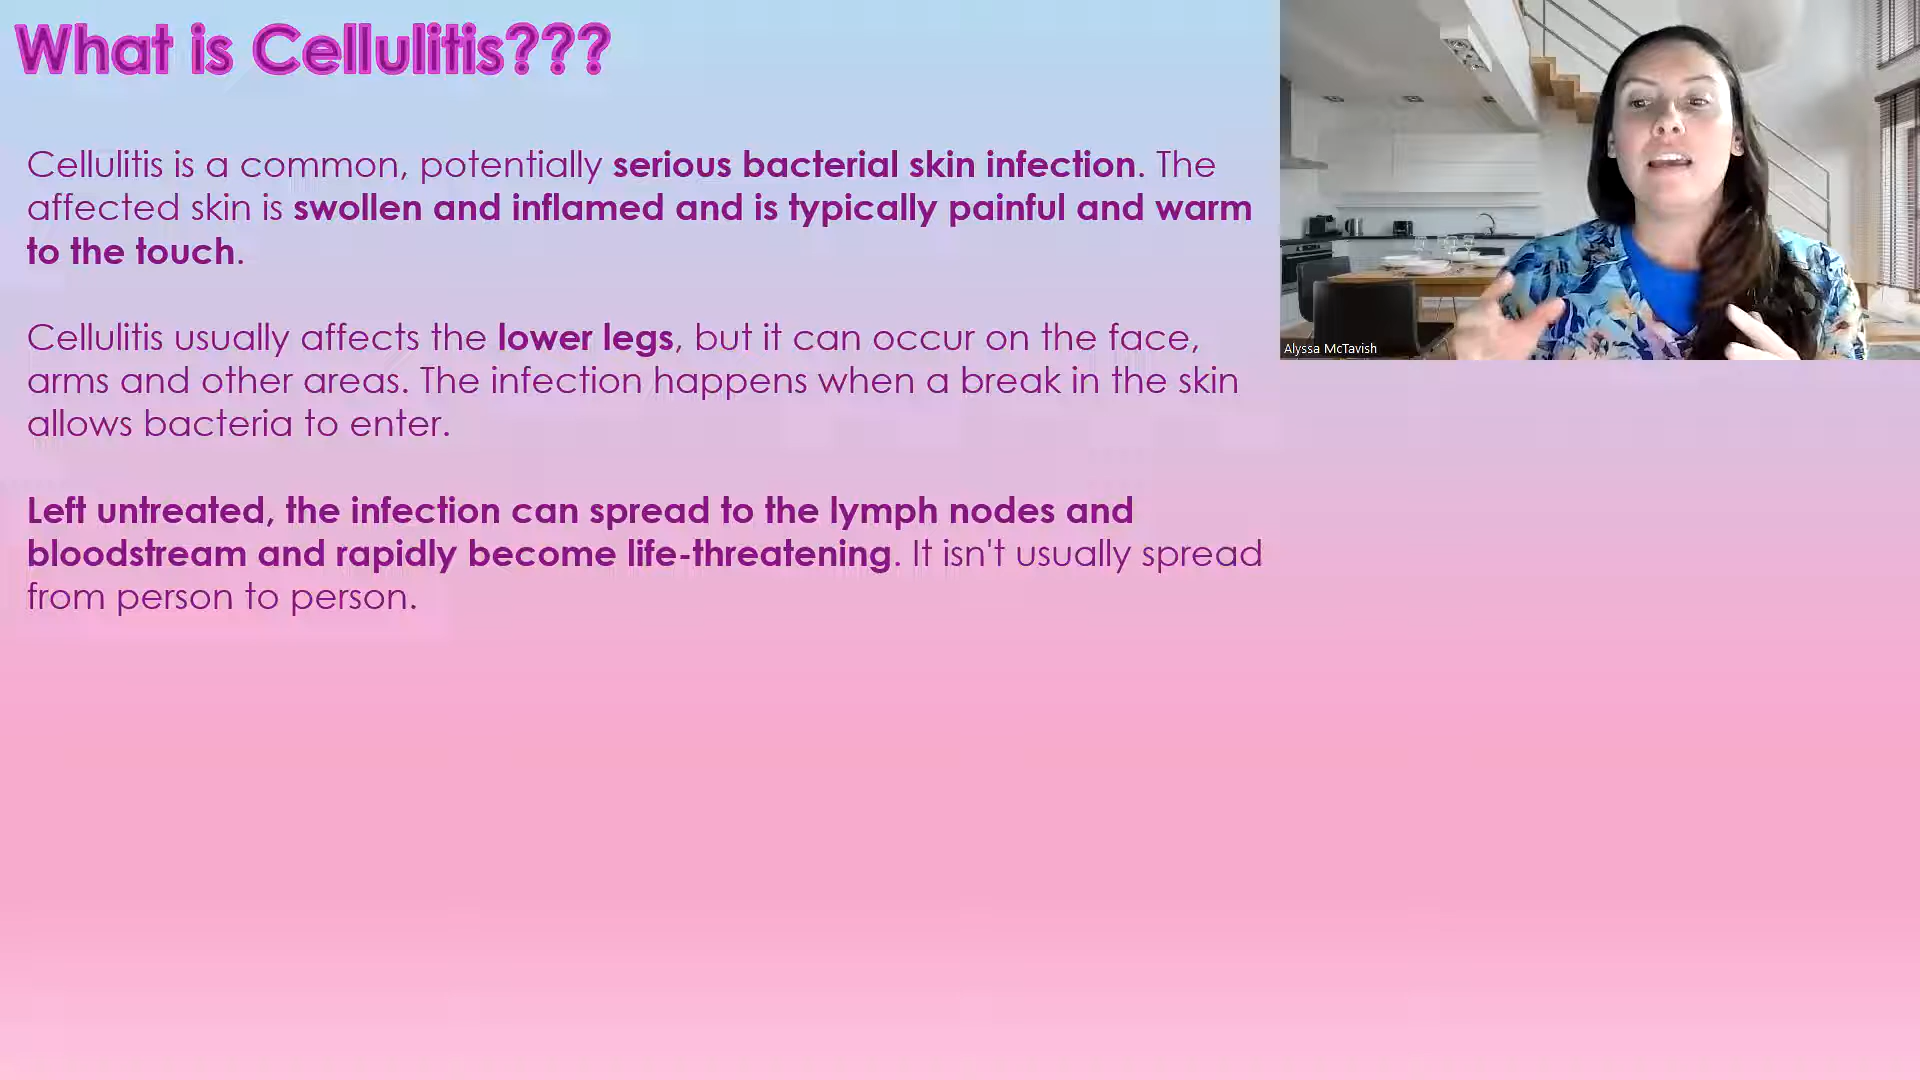 What is Cellulitis???
Cellulitis is a common, potentially serious bacterial skin infection. The
affected skin is swollen and inflamed and is typically painful and warm
to the touch.
Cellulitis usually affects the lower legs, but it can occur on the face,
arms and other areas. The infection happens when a break in the skin
allows bacteria to enter.
Left untreated, the infection can spread to the lymph nodes and
bloodstream and rapidly become life-threatening. It isn't usually spread
from person to person.
Alyssa McTavish